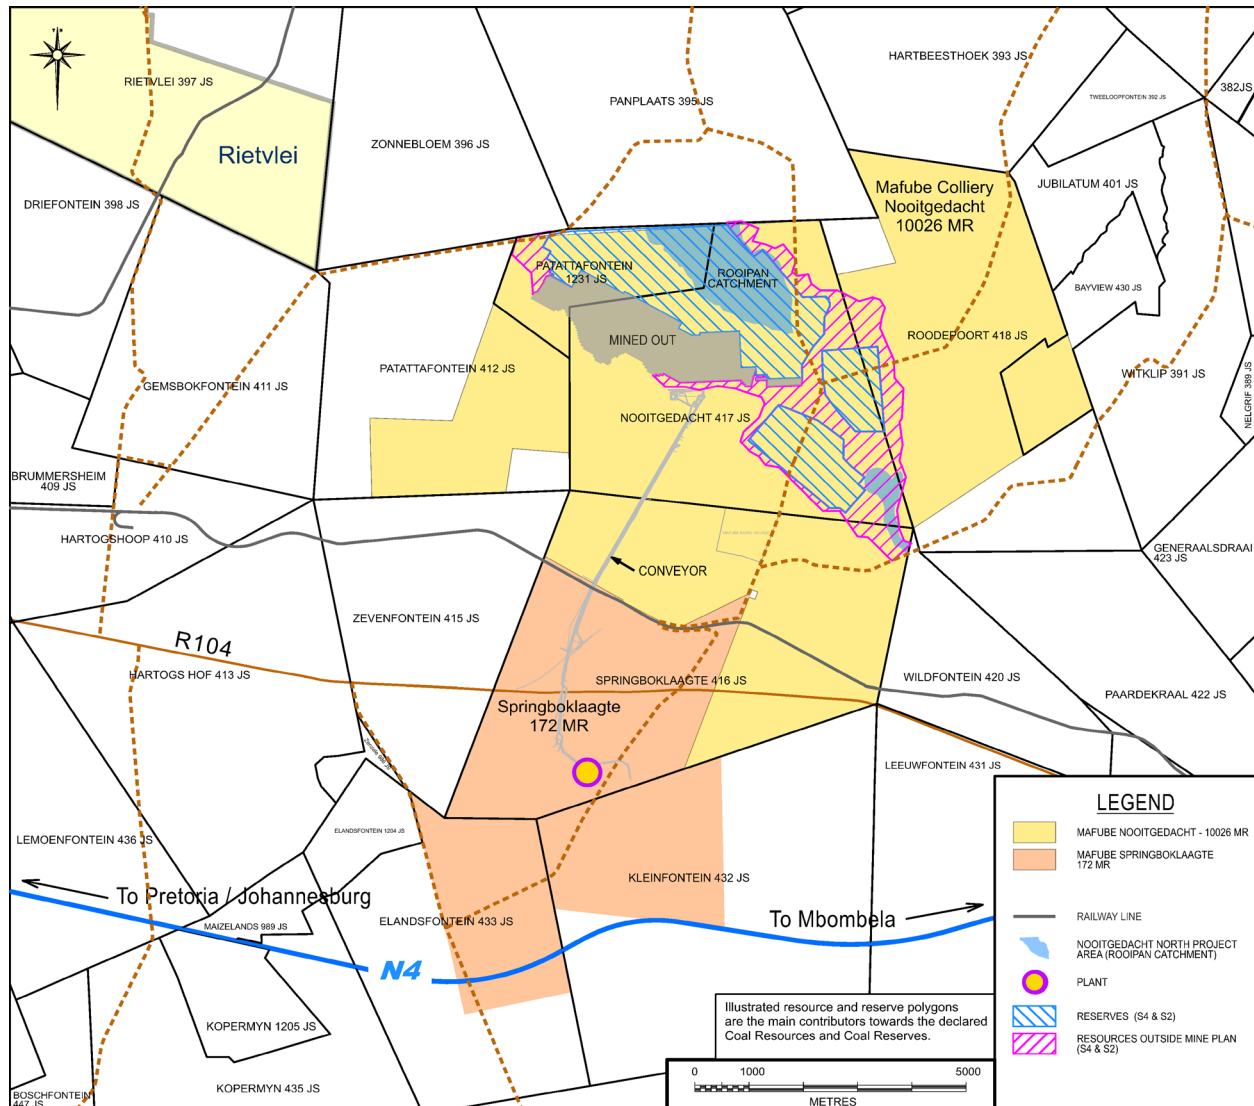 HARTBEESTHOEK 393 JS
RIETVLEI 397 JS
382JS
TWEELOOPFONTEIN 392 JS
PANPLAATS 395 JS
ZONNEBLOEM 396 JS
Rietvlei
JUBILATUM 401 JS
Mafube Colliery
Nooitgedacht
10026 MR
DRIEFONTEIN 398 JS
PATATTAFONTEIN
1231 JS
ROOIPAN
CATCHMENT
BAYVIEW 430 JS
ROODEFOORT 418 JS
MINED OUT
PATATTAFONTEIN 412 JS
WITKLIP 391 JS
NELGRIF 389 JS
GEMSBOKFONTEIN 411 JS
NOOITGEDACHT 417 JS
BRUMMERSHEIM
409 JS
HARTOGSHOOP 410 JS
GENERAALSDRAAI
423 JS
CONVEYOR
ZEVENFONTEIN 415 JS
R104
HARTOGS HOF 413 JS
SPRINGBOKLAAGTE 416 JS
WILDFONTEIN 420 JS
PAARDEKRAAL 422 JS
Springboklaagte
172 MR
LEEUWFONTEIN 431 JS
ELANDSFONTEIN 1204 JS
LEMOENFONTEIN 436 JS
KLEINFONTEIN 432 JS
To Pretoria / Johannesburg
To Mbombela
MAIZELANDS 989 JS
ELANDSFONTEIN 433 JS
N4
KOPERMYN 1205 JS
KOPERMYN 435 JS
BOSCHFONTEIN
447 JS
Illustrated resource and reserve polygons
are the main contributors towards the declared
Coal Resources and Coal Reserves.
0 1000 5000
METRES
LEGEND
MAFUBE NOOITGEDACHT - 10026 MR
MAFUBE SPRINGBOKLAAGTE
172 MR
RAILWAY LINE
NOOITGEDACHT NORTH PROJECT
AREA (ROOIPAN CATCHMENT)
PLANT
RESERVES (S4 & S2)
RESOURCES OUTSIDE MINE PLAN
(S4 & S2)